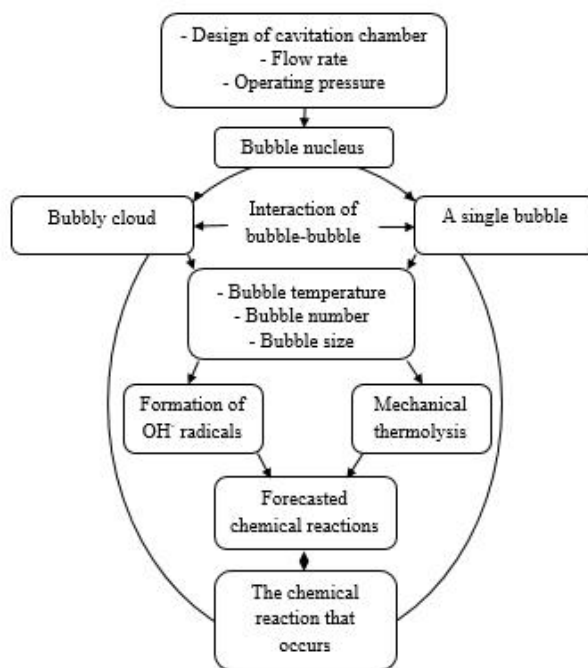 - Design of cavitation chamber
- Flow rate
- Operating pressure
Bubble nucleus
Bubbly cloud
Interaction of
bubble-bubble
A single bubble
- Bubble temperature
- Bubble number
- Bubble size
Formation of
OH⁻ radicals
Mechanical
thermolysis
Forecasted
chemical reactions
The chemical
reaction that
occurs